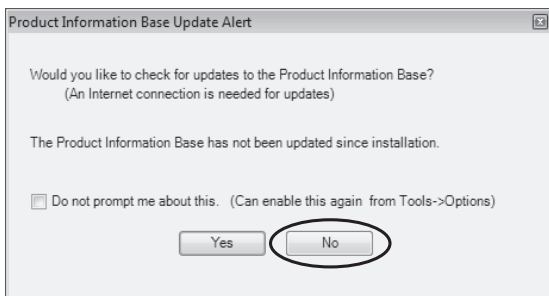 Product Information Base Update Alert
Would you like to check for updates to the Product Information Base?
(An Internet connection is needed for updates)
The Product Information Base has not been updated since installation.
Do not prompt me about this. (Can enable this again from Tools->Options)
Yes No